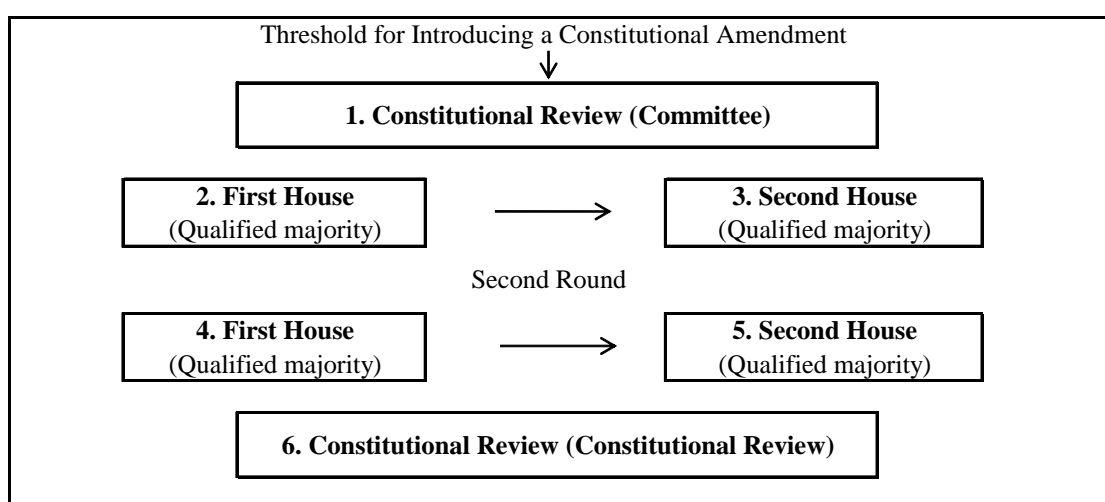 Threshold for Introducing a Constitutional Amendment
1. Constitutional Review (Committee)
2. First House
(Qualified majority)
3. Second House
(Qualified majority)
Second Round
4. First House
(Qualified majority)
5. Second House
(Qualified majority)
6. Constitutional Review (Constitutional Review)